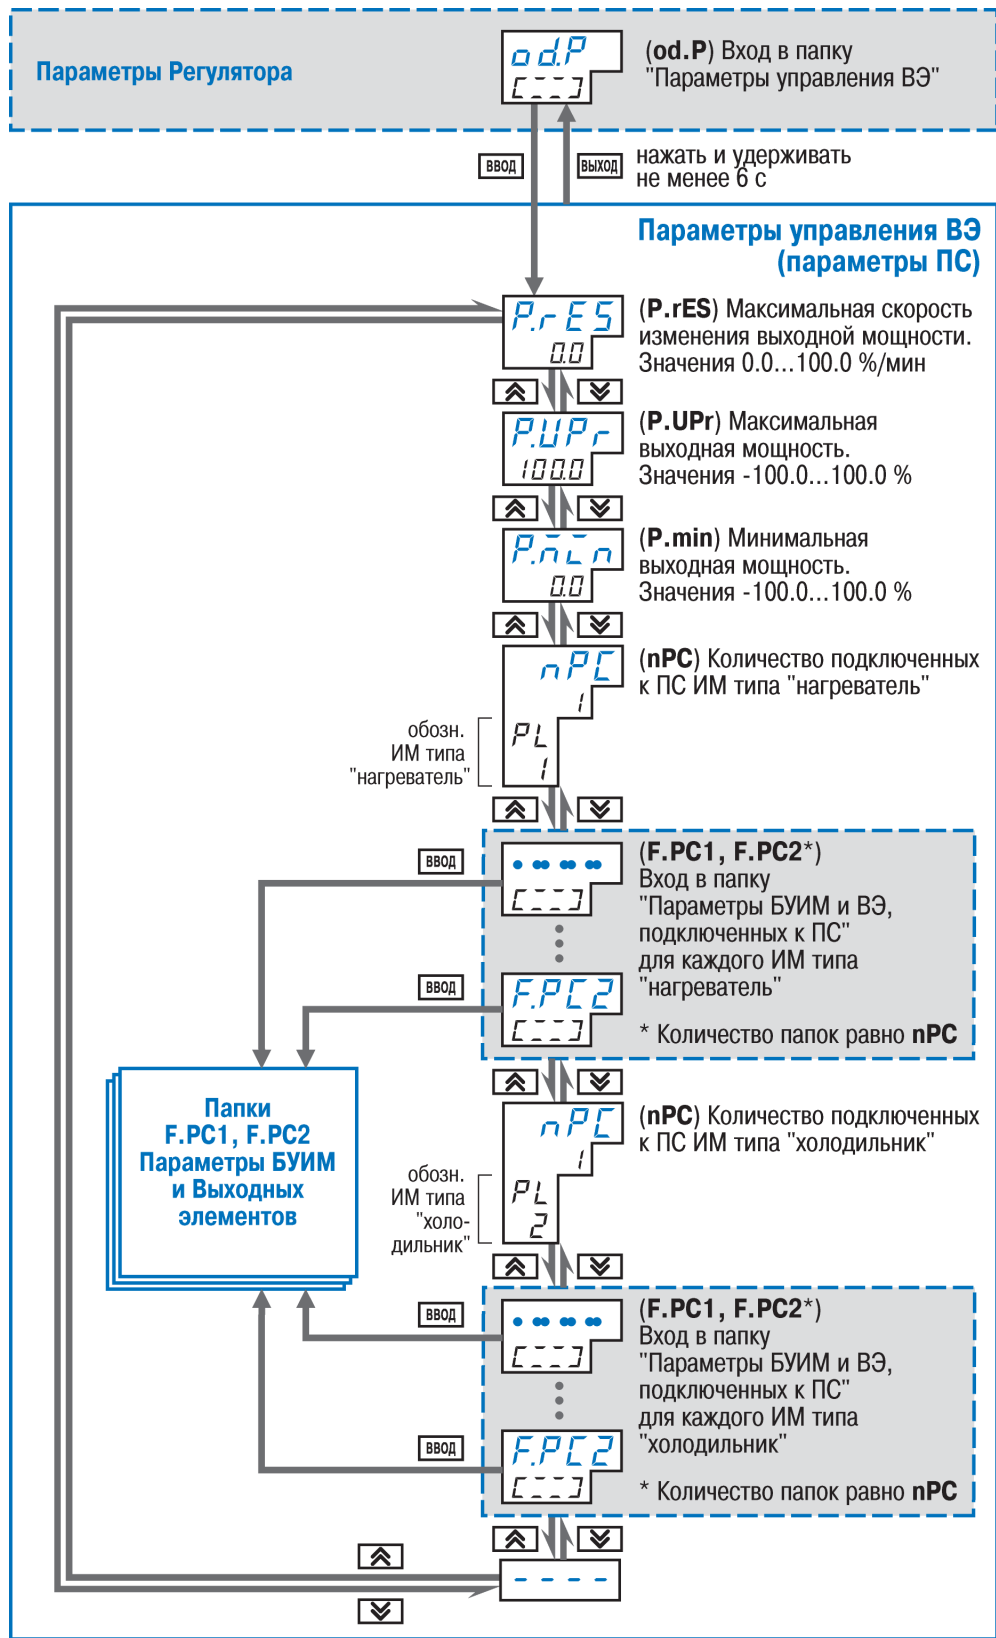 Параметры Регулятора
od.P
(od.P) Вход в папку
"Параметры управления ВЭ"
ВВОД
ВЫХОД
нажать и удерживать
не менее 6 с
Параметры управления ВЭ
(параметры ПС)
P.rES
0.0
(P.rES) Максимальная скорость
изменения выходной мощности.
Значения 0.0...100.0 %/мин
P.UPr
100.0
(P.UPr) Максимальная
выходная мощность.
Значения -100.0...100.0 %
P.min
0.0
(P.min) Минимальная
выходная мощность.
Значения -100.0...100.0 %
nPC
1
PL
1
(nPC) Количество подключенных
к ПС ИМ типа "нагреватель"
обозн.
ИМ типа
"нагреватель"
ВВОД
(F.PC1, F.PC2*)
Вход в папку
"Параметры БУИМ и ВЭ,
подключенных к ПС"
для каждого ИМ типа
"нагреватель"
ВВОД
F.PC2
* Количество папок равно nPC
Папки
F.PC1, F.PC2
Параметры БУИМ
и Выходных
элементов
nPC
1
PL
2
(nPC) Количество подключенных
к ПС ИМ типа "холодильник"
обозн.
ИМ типа
"холо-
дильник"
ВВОД
(F.PC1, F.PC2*)
Вход в папку
"Параметры БУИМ и ВЭ,
подключенных к ПС"
для каждого ИМ типа
"холодильник"
ВВОД
F.PC2
* Количество папок равно nPC
- - - -